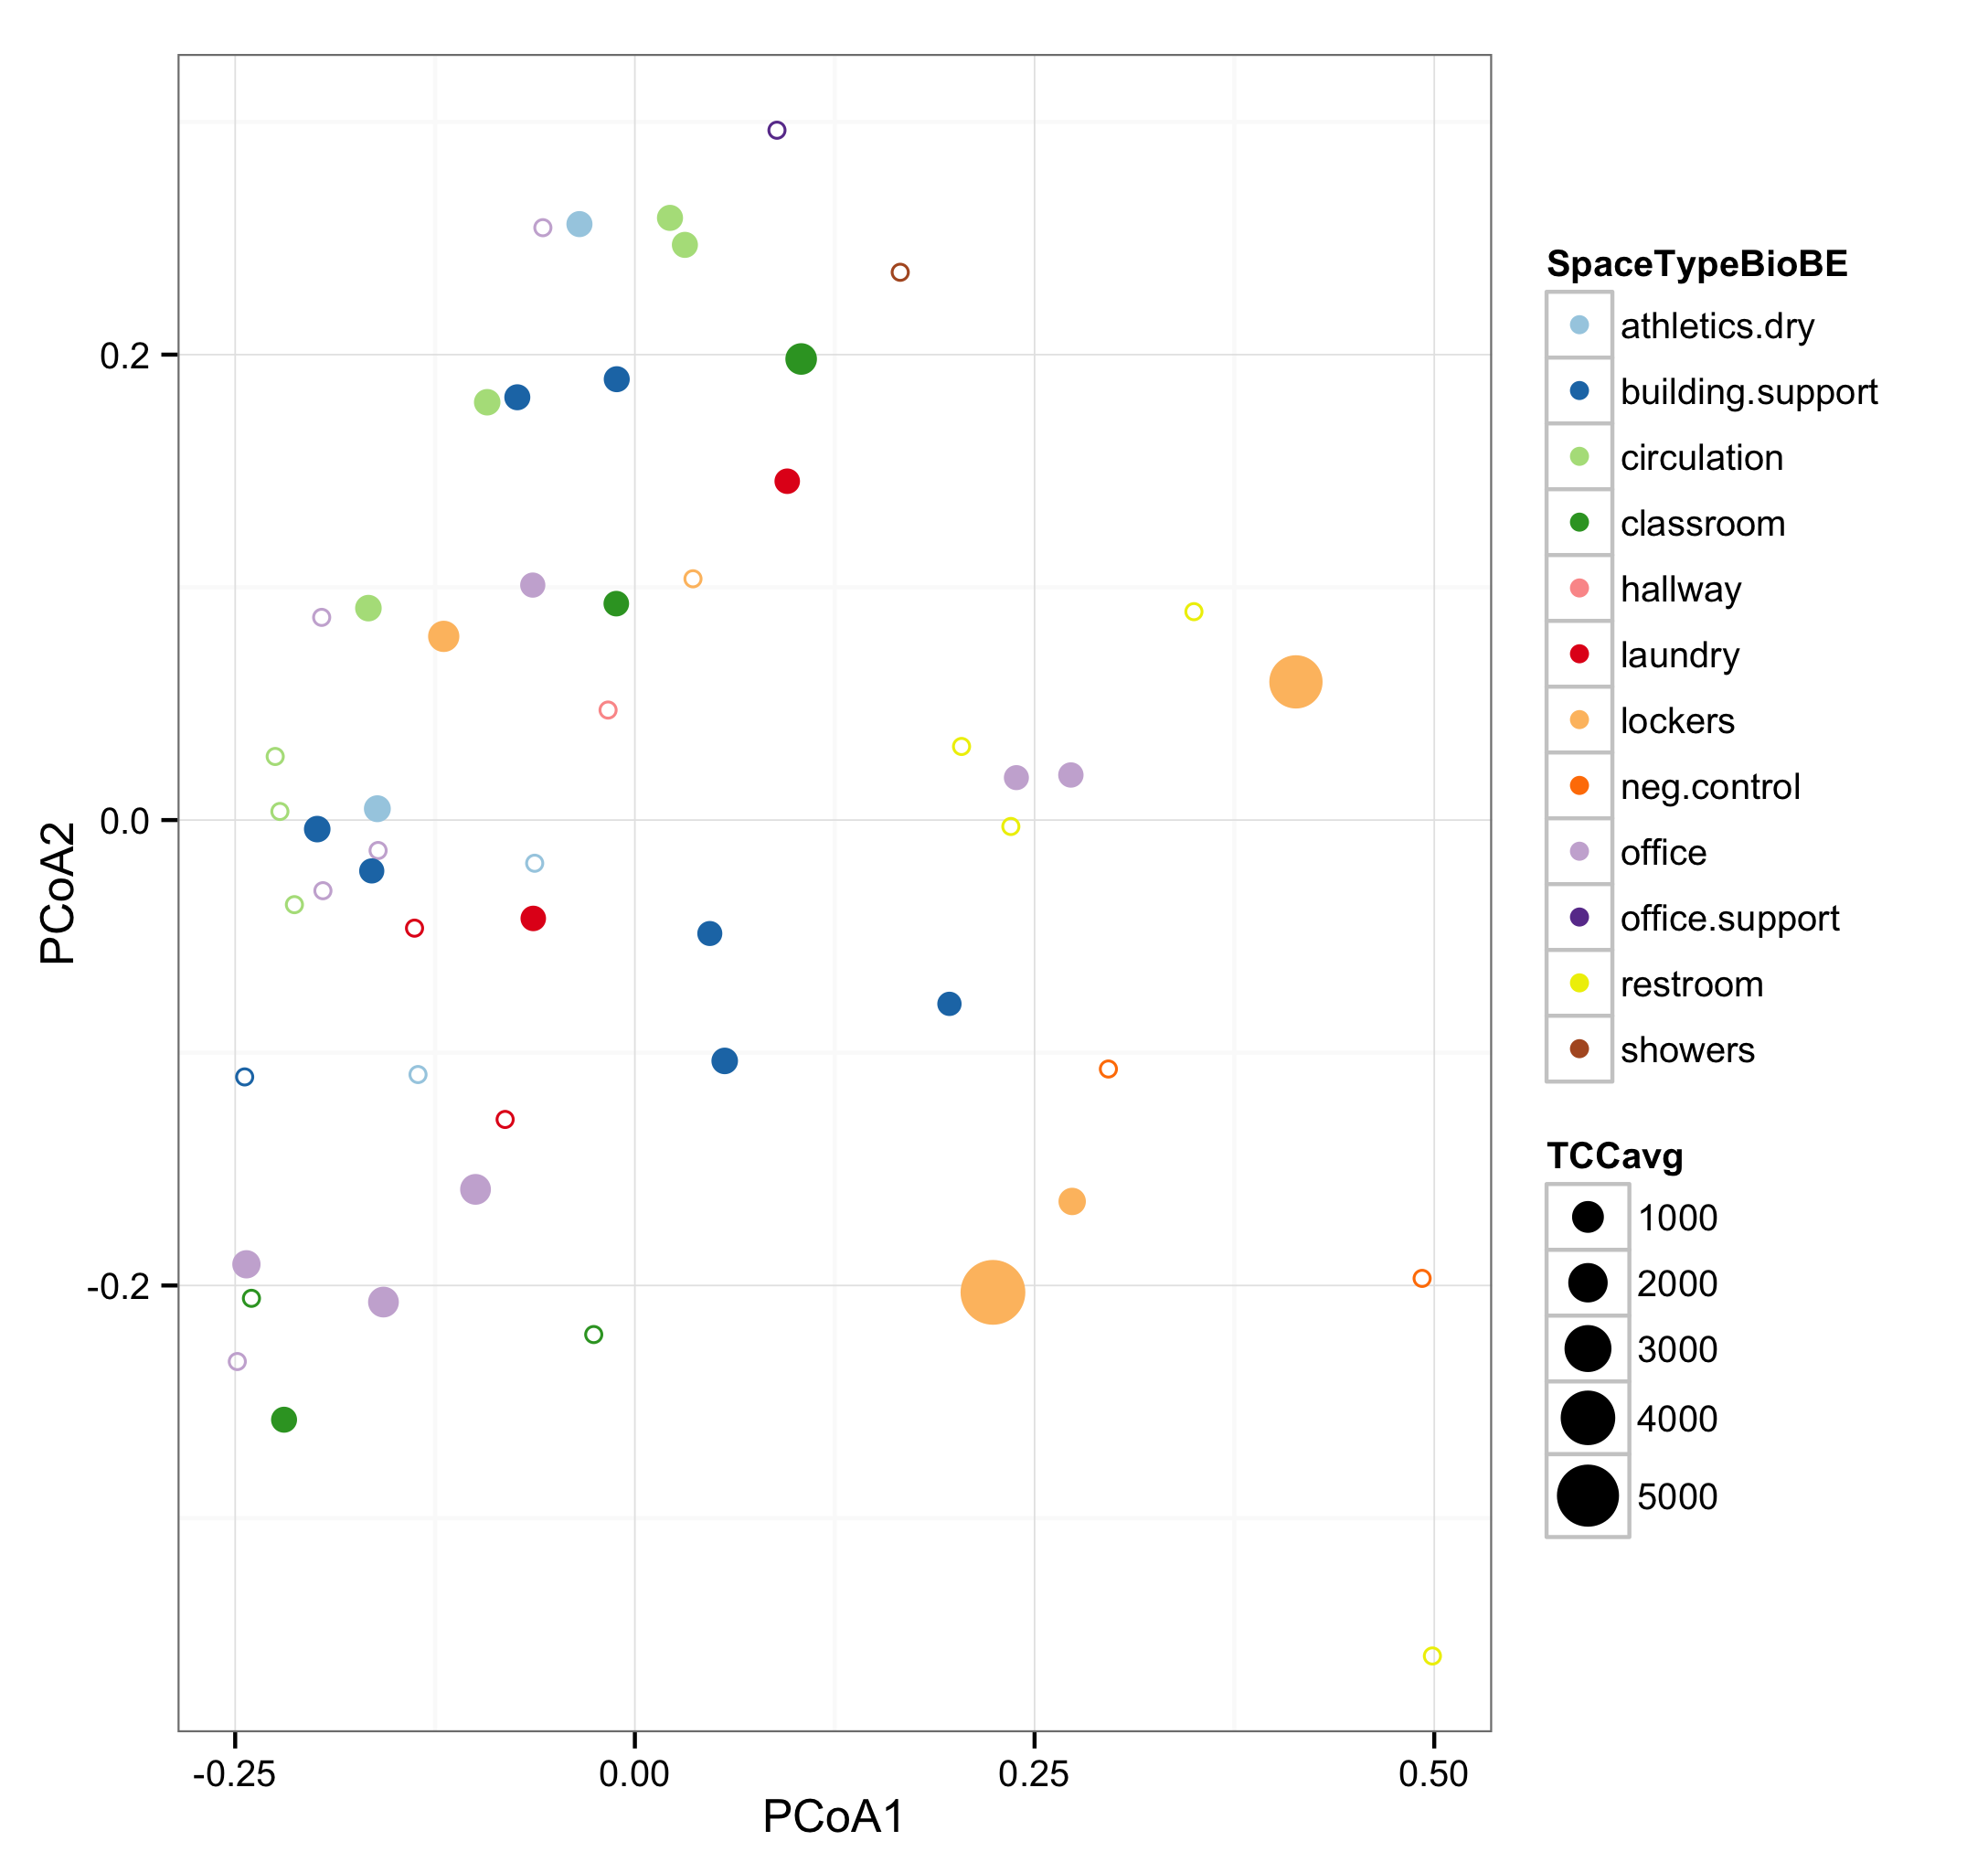 0.2
0.0
-0.2
PCoA2
-0.25
0.00
0.25
0.50
PCoA1
SpaceTypeBioBE
athletics.dry
building.support
circulation
classroom
hallway
laundry
lockers
neg.control
office
office.support
restroom
showers
TCCavg
1000
2000
3000
4000
5000